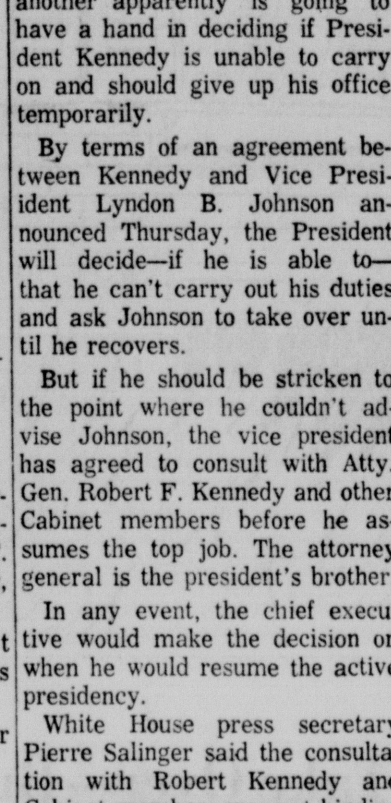 another apparently is going to
have a hand in deciding if Presi-
dent Kennedy is unable to carry
on and should give up his office
temporarily.
By terms of an agreement be-
tween Kennedy and Vice Presi-
ident Lyndon B. Johnson an-
nounced Thursday, the President
will decide—if he is able to—
that he can't carry out his duties
and ask Johnson to take over un-
til he recovers.
But if he should be stricken to
the point where he couldn't ad-
vise Johnson, the vice president
has agreed to consult with Atty.
Gen. Robert F. Kennedy and other
Cabinet members before he as-
sumes the top job. The attorney
general is the president's brother
In any event, the chief execu
tive would make the decision on
when he would resume the active
presidency.
White House press secretary
Pierre Salinger said the consulta
tion with Robert Kennedy and